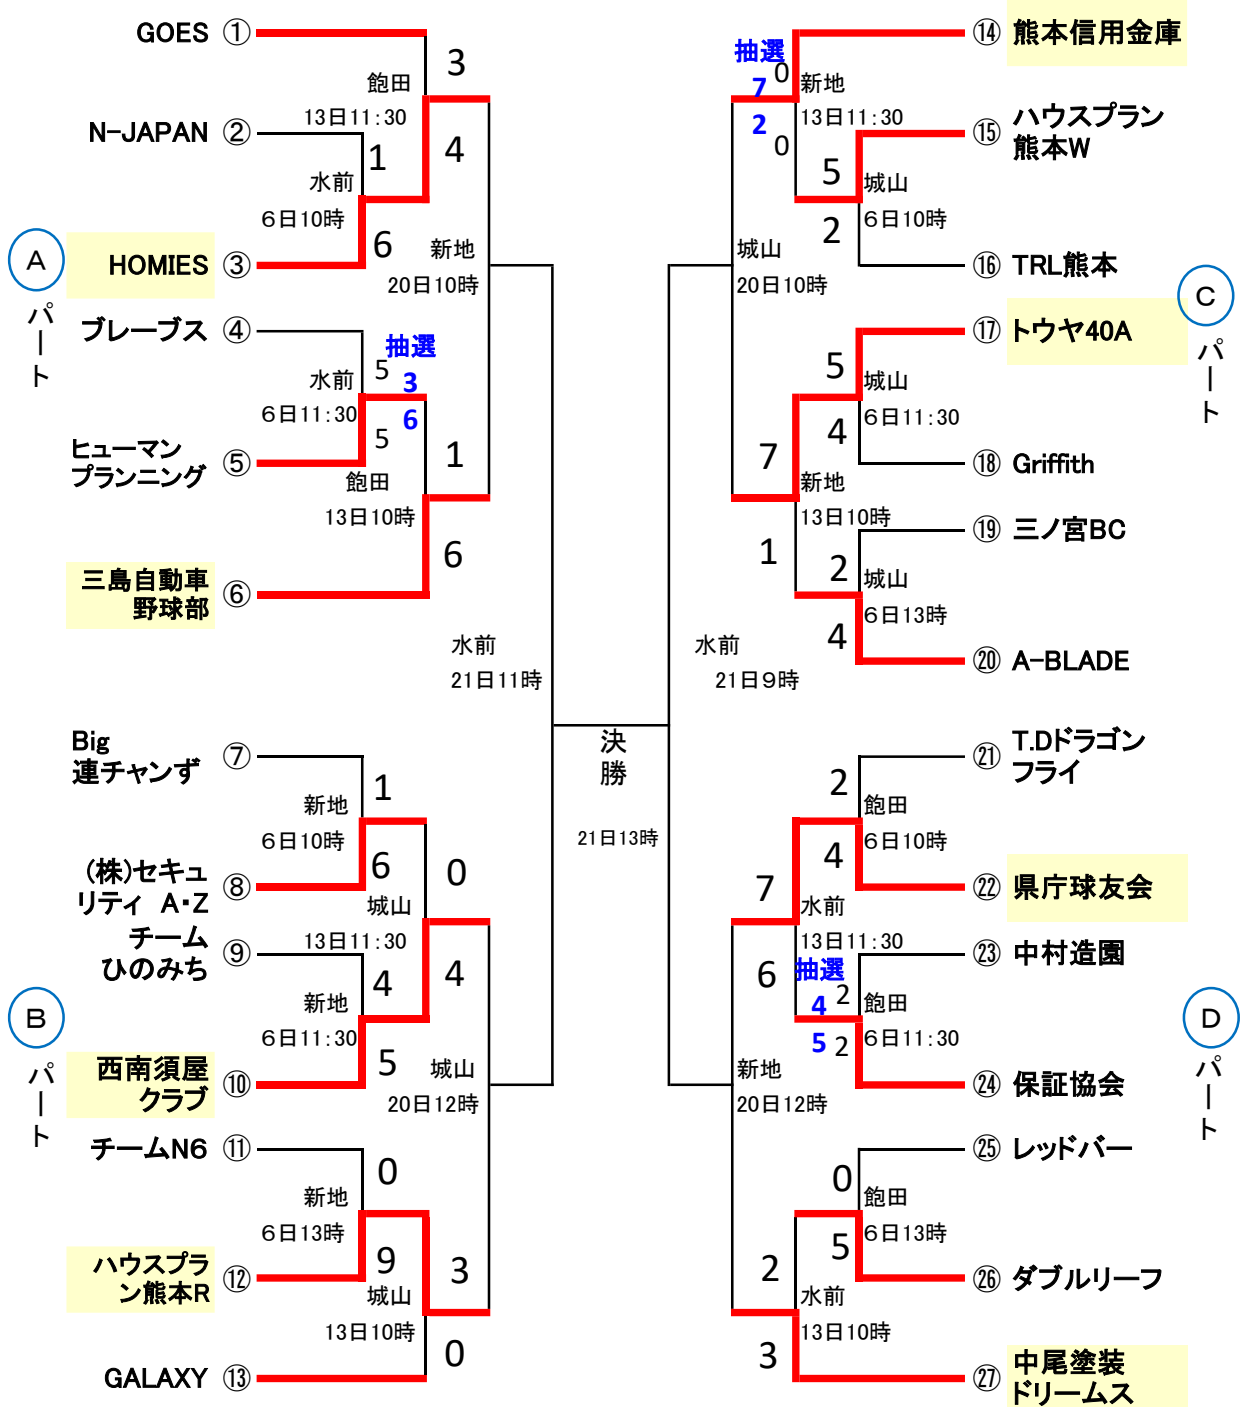 GOES ①
3
飽田
13日11:30
N-JAPAN ②
1
4
水前
6日10時
A
パート
HOMIES ③
6
新地
20日10時
ブレーブス ④
抽選
5
3
水前
6日11:30
6
5
ヒューマン
プランニング ⑤
1
飽田
13日10時
6
三島自動車
野球部 ⑥
水前
21日11時
Big
連チャンず ⑦
1
新地
6日10時
(株)セキュ
リティ A・Z ⑧
6
0
城山
13日11:30
チーム
ひのみち ⑨
4
4
新地
6日11:30
B
パート
西南須屋
クラブ ⑩
5
城山
20日12時
チームN6 ⑪
0
新地
6日13時
ハウスプラ
ン熊本R ⑫
9
3
城山
13日10時
0
GALAXY ⑬
決
勝
21日13時
⑭ 熊本信用金庫
抽選
0
7
新地
13日11:30
2
0
⑮ ハウスプラン
熊本W
5
城山
6日10時
2
城山
20日10時
⑯ TRL熊本
C
パート
⑰ トウヤ40A
5
城山
6日11:30
4
7
⑱ Griffith
新地
13日10時
1
⑲ 三ノ宮BC
2
城山
6日13時
4
⑳ A-BLADE
水前
21日9時
㉑ T.Dドラゴン
フライ
2
飽田
6日10時
4
7
㉒ 県庁球友会
水前
13日11:30
6
抽選
㉓ 中村造園
2
4
飽田
6日11:30
5
2
D
パート
㉔ 保証協会
新地
20日12時
㉕ レッドバー
0
飽田
6日13時
5
2
㉖ ダブルリーフ
水前
13日10時
3
㉗ 中尾塗装
ドリームス